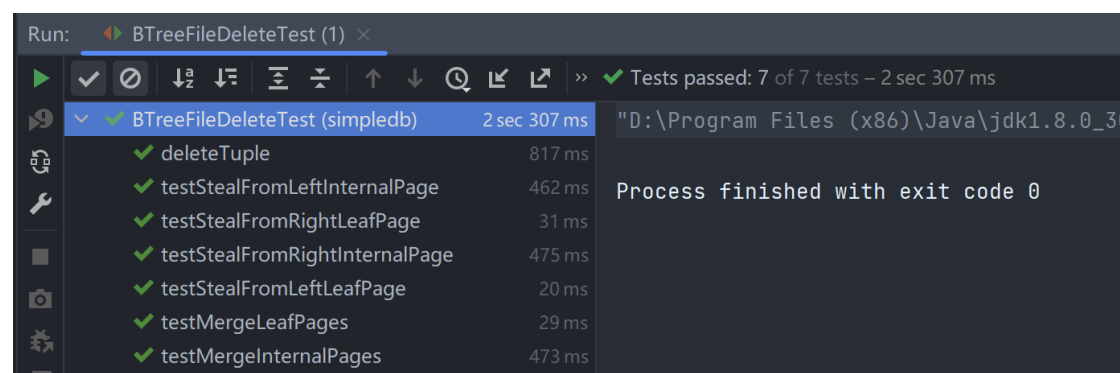 Run: BTreeFileDeleteTest (1) ×
» Tests passed: 7 of 7 tests – 2 sec 307 ms
BTreeFileDeleteTest (simpledb) 2 sec 307 ms
deleteTuple 817 ms
testStealFromLeftInternalPage 462 ms
testStealFromRightLeafPage 31 ms
testStealFromRightInternalPage 475 ms
testStealFromLeftLeafPage 20 ms
testMergeLeafPages 29 ms
testMergeInternalPages 473 ms
"D:\Program Files (x86)\Java\jdk1.8.0_3
Process finished with exit code 0